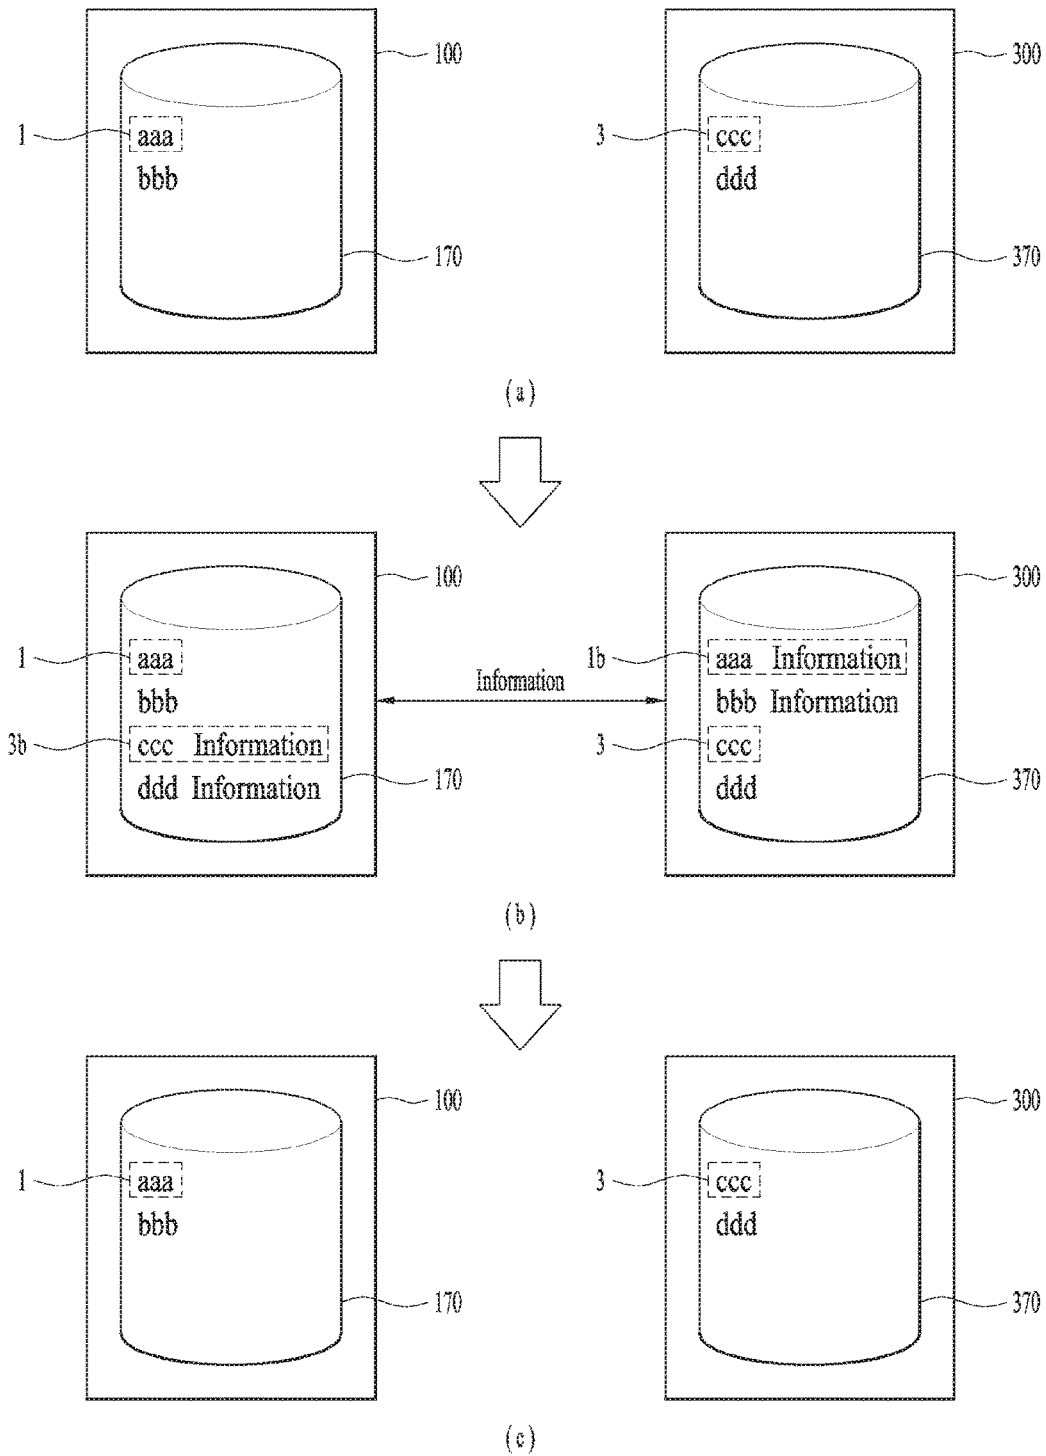 100
300
1
aaa
3
ccc
bbb
ddd
170
370
(a)
100
300
1
aaa
1b
aaa Information
Information
bbb
bbb Information
3b
ccc Information
3
ccc
ddd Information
170
ddd
370
(b)
100
300
1
aaa
3
ccc
bbb
ddd
170
370
(c)